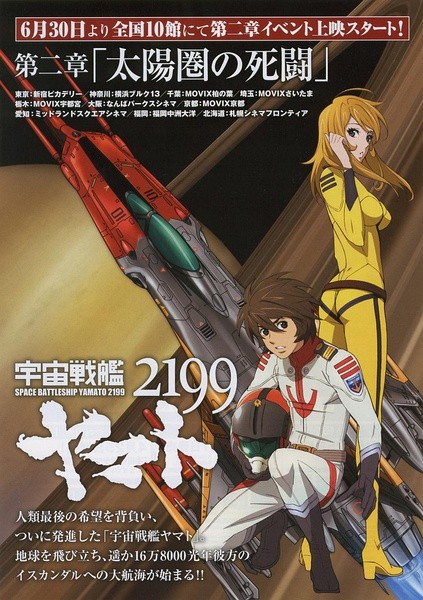 6月30日より全国10館にて第二章イベント上映スタート！
第二章「太陽圏の死闘」
東京：新宿ピカデリー／神奈川：横浜ブルク13／千葉：MOVIX柏の葉／埼玉：MOVIXさいたま
栃木：MOVIX宇都宮／大阪：なんばパークスシネマ／京都：MOVIX京都
愛知：ミッドランドスクエアシネマ／福岡：福岡中洲大洋／北海道：札幌シネマフロンティア
10
宇宙戦艦
SPACE BATTLESHIP YAMATO 2199
2199
ヤマト
人類最後の希望を背負い、
ついに発進した「宇宙戦艦ヤマト」。
地球を飛び立ち、遥か16万8000光年彼方の
イスカンダルへの大航海が始まる!!